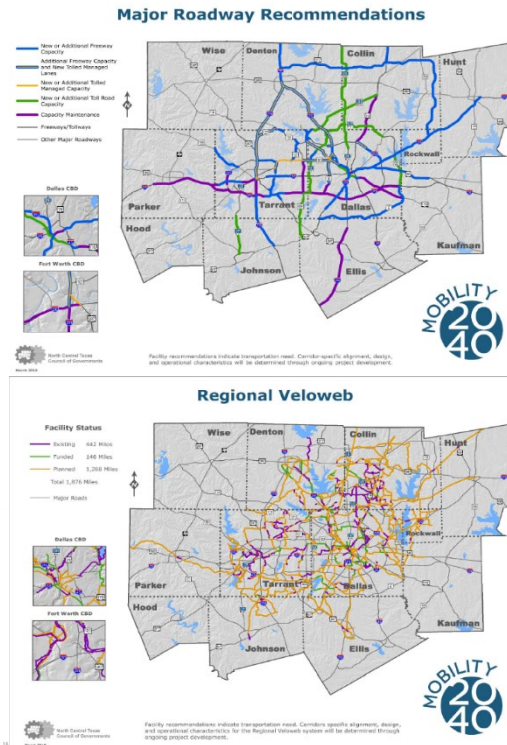 Major Roadway Recommendations
New or Additional Freeway
Capacity
Additional Freeway Capacity
and New Tolled Managed
Lanes
New or Additional Tolled
Managed Capacity
New or Additional Toll Road
Capacity
Capacity Maintenance
Freeways/Tollways
Other Major Roadways
Wise
Denton
Collin
Hunt
Rockwall
Parker
Tarrant
Dallas
Hood
Johnson
Ellis
Kaufman
Dallas CBD
Fort Worth CBD
MOBILITY
2040
North Central Texas
Council of Governments
Facility recommendations indicate transportation need. Corridor-specific alignment, design,
and operational characteristics will be determined through ongoing project development.
Regional Veloweb
Facility Status
Existing 442 Miles
Funded 146 Miles
Planned 1,288 Miles
Total 1,876 Miles
Major Roads
Wise
Denton
Collin
Hunt
Rockwall
Parker
Tarrant
Dallas
Hood
Johnson
Ellis
Kaufman
Dallas CBD
Fort Worth CBD
MOBILITY
2040
North Central Texas
Council of Governments
Facility recommendations indicate transportation need. Corridors specific alignment, design,
and operational characteristics for the Regional Veloweb system will be determined through
ongoing project development.